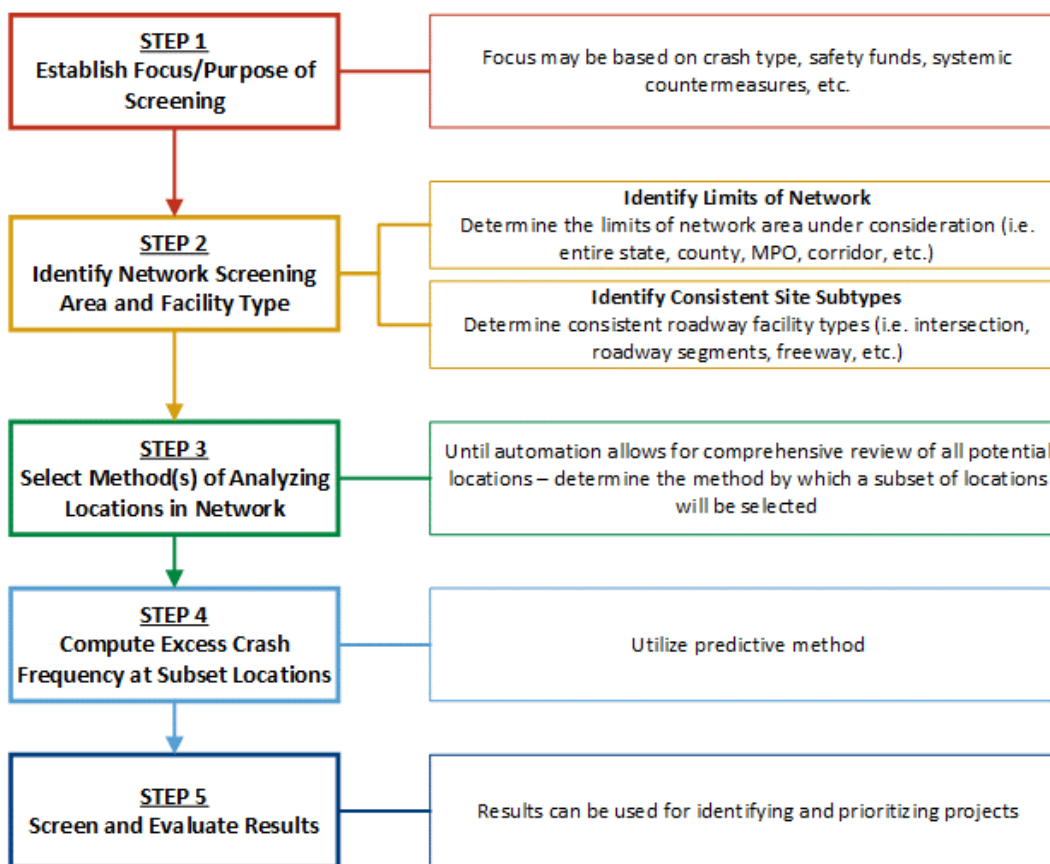 STEP 1
Establish Focus/Purpose of
Screening
Focus may be based on crash type, safety funds, systemic
countermeasures, etc.
STEP 2
Identify Network Screening
Area and Facility Type
Identify Limits of Network
Determine the limits of network area under consideration (i.e.
entire state, county, MPO, corridor, etc.)
Identify Consistent Site Subtypes
Determine consistent roadway facility types (i.e. intersection,
roadway segments, freeway, etc.)
STEP 3
Select Method(s) of Analyzing
Locations in Network
Until automation allows for comprehensive review of all potential
locations – determine the method by which a subset of locations
will be selected
STEP 4
Compute Excess Crash
Frequency at Subset Locations
Utilize predictive method
STEP 5
Screen and Evaluate Results
Results can be used for identifying and prioritizing projects